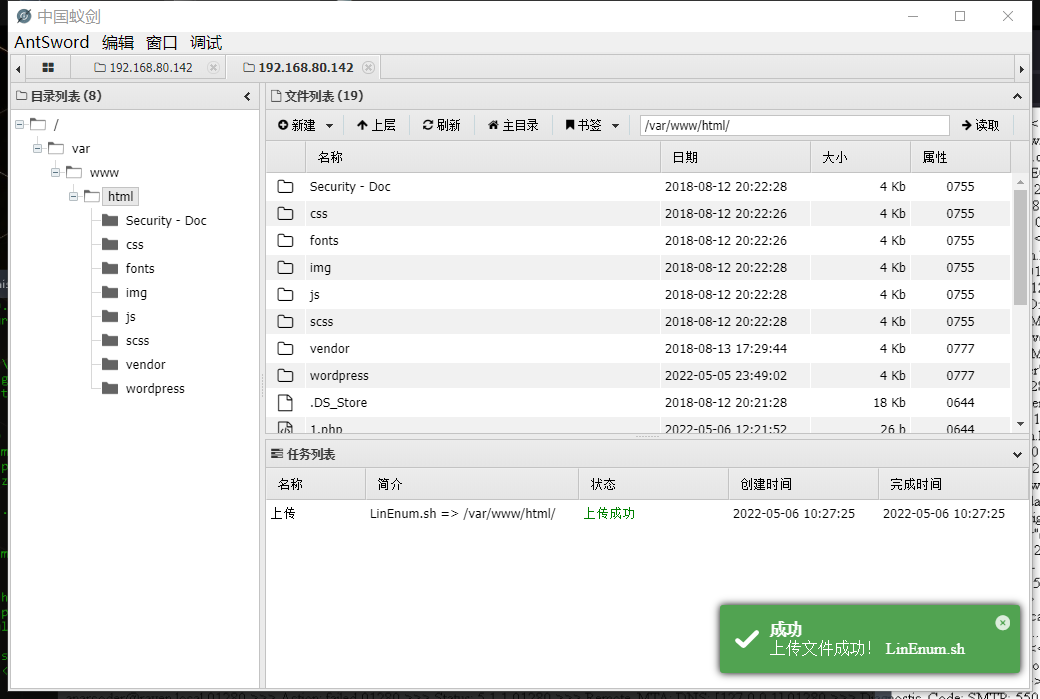 中国蚁剑
AntSword 编辑 窗口 调试
192.168.80.142 192.168.80.142
目录列表 (8)
/
var
www
html
Security - Doc
css
fonts
img
js
scss
vendor
wordpress
文件列表 (19)
新建 上层 刷新 主目录 书签 /var/www/html/ 读取
名称 日期 大小 属性
Security - Doc 2018-08-12 20:22:28 4 Kb 0755
css 2018-08-12 20:22:26 4 Kb 0755
fonts 2018-08-12 20:22:26 4 Kb 0755
img 2018-08-12 20:22:28 4 Kb 0755
js 2018-08-12 20:22:28 4 Kb 0755
scss 2018-08-12 20:22:28 4 Kb 0755
vendor 2018-08-13 17:29:44 4 Kb 0777
wordpress 2022-05-05 23:49:02 4 Kb 0777
.DS_Store 2018-08-12 20:21:28 18 Kb 0644
1.php 2022-05-06 12:21:52 26 b 0644
任务列表
名称 简介 状态 创建时间 完成时间
上传 LinEnum.sh => /var/www/html/ 上传成功 2022-05-06 10:27:25 2022-05-06 10:27:25
成功
上传文件成功! LinEnum.sh